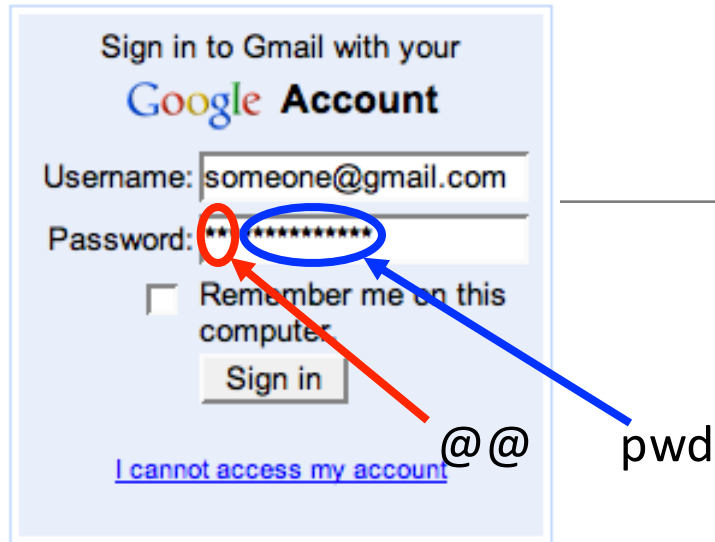 Sign in to Gmail with your
Google Account
Username: someone@gmail.com
Password: ***************
Remember me on this
computer.
Sign in
@@ pwd
I cannot access my account